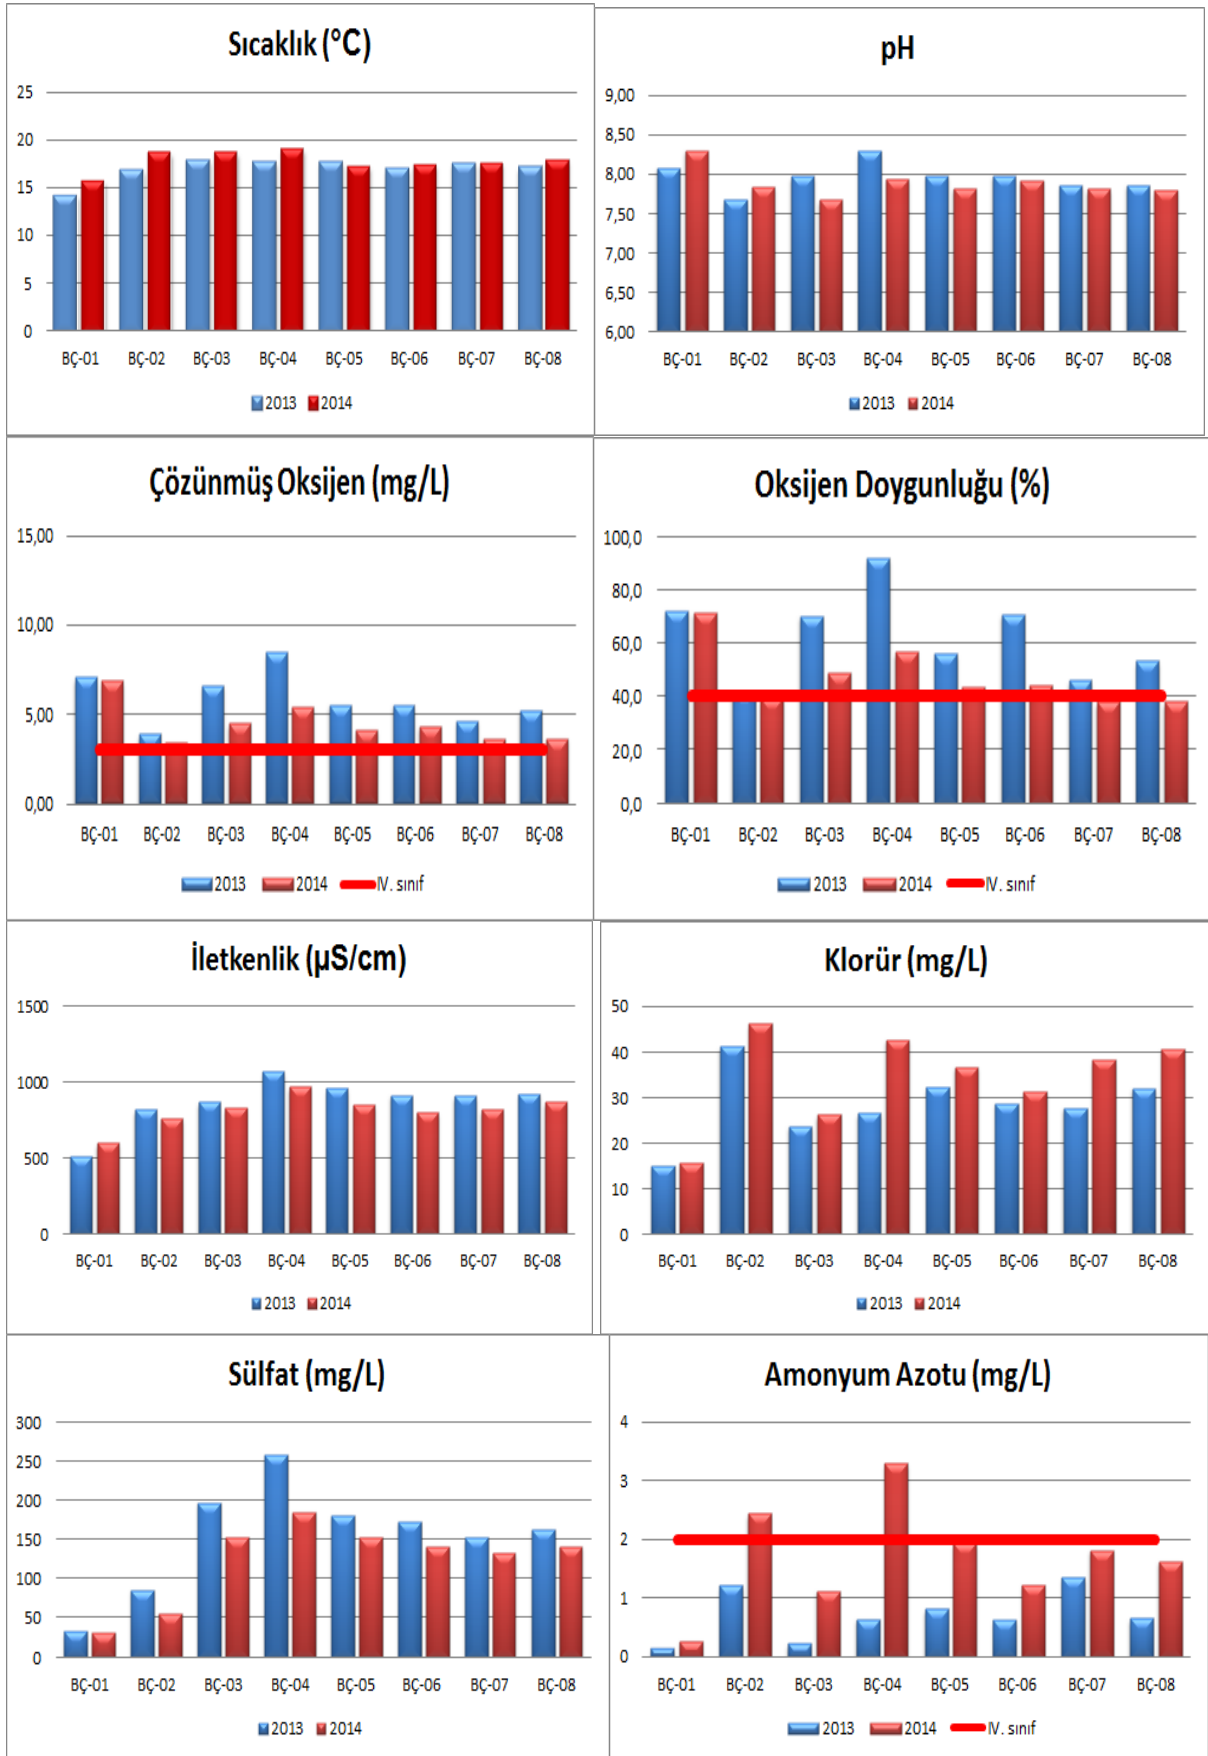 Sıcaklık (°C)
25
20
15
10
5
0
BÇ-01 BÇ-02 BÇ-03 BÇ-04 BÇ-05 BÇ-06 BÇ-07 BÇ-08
2013 2014
pH
9,00
8,50
8,00
7,50
7,00
6,50
6,00
BÇ-01 BÇ-02 BÇ-03 BÇ-04 BÇ-05 BÇ-06 BÇ-07 BÇ-08
2013 2014
Çözünmüş Oksijen (mg/L)
15,00
10,00
5,00
0,00
BÇ-01 BÇ-02 BÇ-03 BÇ-04 BÇ-05 BÇ-06 BÇ-07 BÇ-08
2013 2014 IV. sınıf
Oksijen Doygunluğu (%)
100,0
80,0
60,0
40,0
20,0
0,0
BÇ-01 BÇ-02 BÇ-03 BÇ-04 BÇ-05 BÇ-06 BÇ-07 BÇ-08
2013 2014 IV. sınıf
İletkenlik (µS/cm)
1500
1000
500
0
BÇ-01 BÇ-02 BÇ-03 BÇ-04 BÇ-05 BÇ-06 BÇ-07 BÇ-08
2013 2014
Klorür (mg/L)
50
40
30
20
10
0
BÇ-01 BÇ-02 BÇ-03 BÇ-04 BÇ-05 BÇ-06 BÇ-07 BÇ-08
2013 2014
Sülfat (mg/L)
300
250
200
150
100
50
0
BÇ-01 BÇ-02 BÇ-03 BÇ-04 BÇ-05 BÇ-06 BÇ-07 BÇ-08
2013 2014
Amonyum Azotu (mg/L)
4
3
2
1
0
BÇ-01 BÇ-02 BÇ-03 BÇ-04 BÇ-05 BÇ-06 BÇ-07 BÇ-08
2013 2014 IV. sınıf